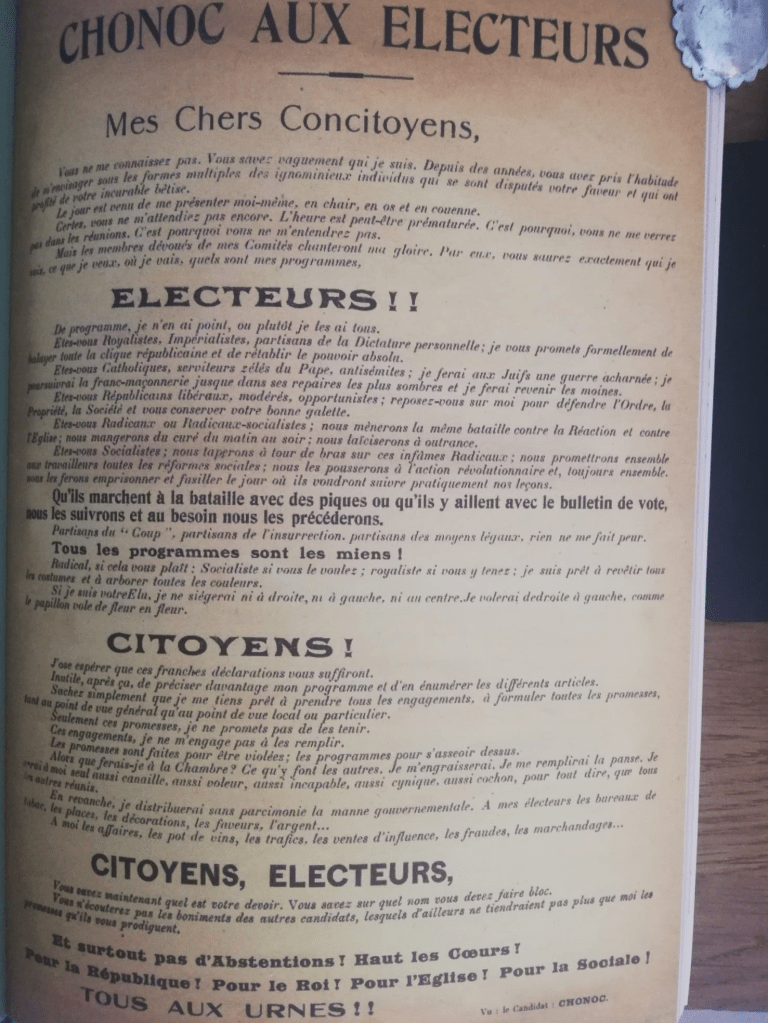 CHONOC AUX ELECTEURS
Mes Chers Concitoyens,
Vous ne me connaissez pas. Vous savez vaguement qui je suis. Depuis des années, vous avez pris l'habitude
de m'envisager sous les formes multiples des ignominieux individus qui se sont disputés votre faveur et qui ont
profité de votre incurable bêtise.
Le jour est venu de me présenter moi-même, en chair, en os et en couenne.
Certes, vous ne m'attendiez pas encore. L'heure est peut-être prématurée. C'est pourquoi, vous ne me verrez
pas dans les réunions. C'est pourquoi vous ne m'entendrez pas.
Mais les membres dévoués de mes Comités chanteront ma gloire. Par eux, vous saurez exactement qui je
suis, ce que je veux, où je vais, quels sont mes programmes,
ELECTEURS !!
De programme, je n'en ai point, ou plutôt je les ai tous.
Etes-vous Royalistes, Impérialistes, partisans de la Dictature personnelle; je vous promets formellement de
balayer toute la clique républicaine et de rétablir le pouvoir absolu.
Etes-vous Catholiques, serviteurs zélés du Pape, antisémites; je ferai aux Juifs une guerre acharnée; je
poursuivrai la franc-maçonnerie jusque dans ses repaires les plus sombres et je ferai revenir les moines.
Etes-vous Républicains libéraux, modérés, opportunistes; reposez-vous sur moi pour défendre l'Ordre, la
Propriété, la Société et vous conserver votre bonne galette.
Etes-vous Radicaux ou Radicaux-socialistes; nous mènerons la même bataille contre la Réaction et contre
l'Eglise; nous mangerons du curé du matin au soir; nous laïciserons à outrance.
Etes-vous Socialistes; nous taperons à tour de bras sur ces infâmes Radicaux; nous promettrons ensemble
aux travailleurs toutes les réformes sociales; nous les pousserons à l'action révolutionnaire et, toujours ensemble.
nous les ferons emprisonner et fusiller le jour où ils voudront suivre pratiquement nos leçons.
Qu'ils marchent à la bataille avec des piques ou qu'ils y aillent avec le bulletin de vote,
nous les suivrons et au besoin nous les précéderons.
Partisans du "Coup", partisans de l'insurrection, partisans des moyens légaux, rien ne me fait peur.
Tous les programmes sont les miens !
Radical, si cela vous plaît; Socialiste si vous le voulez; royaliste si vous y tenez; je suis prêt à revêtir tous
les costumes et à arborer toutes les couleurs.
Si je suis votre Elu, je ne siégerai ni à droite, ni à gauche, ni au centre. Je volerai de droite à gauche, comme
le papillon vole de fleur en fleur.
CITOYENS !
J'ose espérer que ces franches déclarations vous suffiront.
Inutile, après ça, de préciser davantage mon programme et d'en énumérer les différents articles.
Sachez simplement que je me tiens prêt à prendre tous les engagements, à formuler toutes les promesses,
tant au point de vue général qu'au point de vue local ou particulier.
Seulement ces promesses, je ne promets pas de les tenir.
Ces engagements, je ne m'engage pas à les remplir.
Les promesses sont faites pour être violées; les programmes pour s'asseoir dessus.
Alors que ferais-je à la Chambre? Ce qu'y font les autres. Je m'engraisserai. Je me remplirai la panse. Je
serai à moi seul aussi canaille, aussi voleur, aussi incapable, aussi cynique, aussi cochon, pour tout dire, que tous
les autres réunis.
En revanche, je distribuerai sans parcimonie la manne gouvernementale. A mes électeurs les bureaux de
tabac, les places, les décorations, les faveurs, l'argent...
A moi les affaires, les pot de vins, les trafics, les ventes d'influence, les fraudes, les marchandages...
CITOYENS, ELECTEURS,
Vous savez maintenant quel est votre devoir. Vous savez sur quel nom vous devez faire bloc.
Vous n'écouterez pas les boniments des autres candidats, lesquels d'ailleurs ne tiendraient pas plus que moi les
promesses qu'ils vous prodiguent.
Et surtout pas d'Abstentions! Haut les Cœurs!
Pour la République! Pour le Roi! Pour l'Eglise! Pour la Sociale!
TOUS AUX URNES!!
Vu : le Candidat : CHONOC.